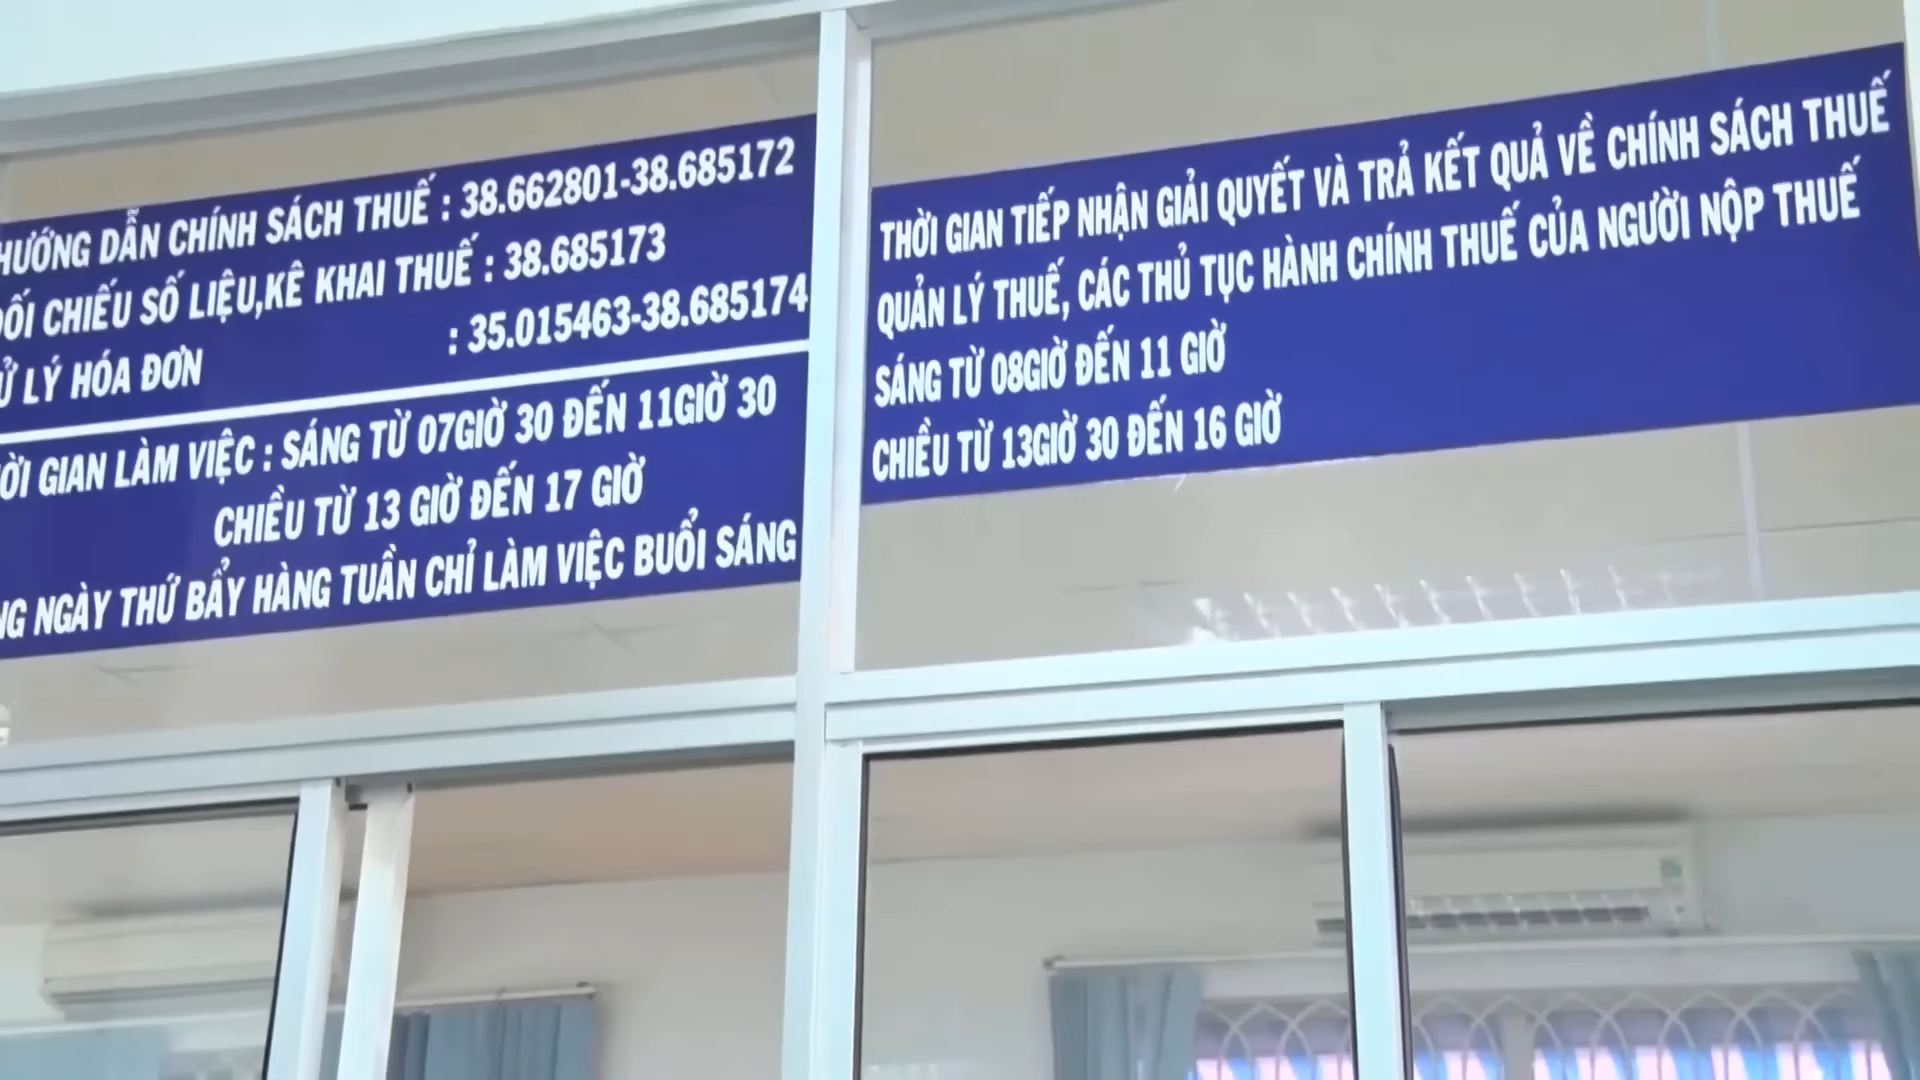 HƯỚNG DẪN CHÍNH SÁCH THUẾ : 38.662801-38.685172
ĐỐI CHIẾU SỐ LIỆU,KÊ KHAI THUẾ : 38.685173
: 35.015463-38.685174
LÝ HÓA ĐƠN
GIAN LÀM VIỆC : SÁNG TỪ 07GIỜ 30 ĐẾN 11GIỜ 30
CHIỀU TỪ 13 GIỜ ĐẾN 17 GIỜ
NGÀY THỨ BẨY HÀNG TUẦN CHỈ LÀM VIỆC BUỔI SÁNG
THỜI GIAN TIẾP NHẬN GIẢI QUYẾT VÀ TRẢ KẾT QUẢ VỀ CHÍNH SÁCH THUẾ
QUẢN LÝ THUẾ, CÁC THỦ TỤC HÀNH CHÍNH THUẾ CỦA NGƯỜI NỘP THUẾ
SÁNG TỪ 08GIỜ ĐẾN 11 GIỜ
CHIỀU TỪ 13GIỜ 30 ĐẾN 16 GIỜ